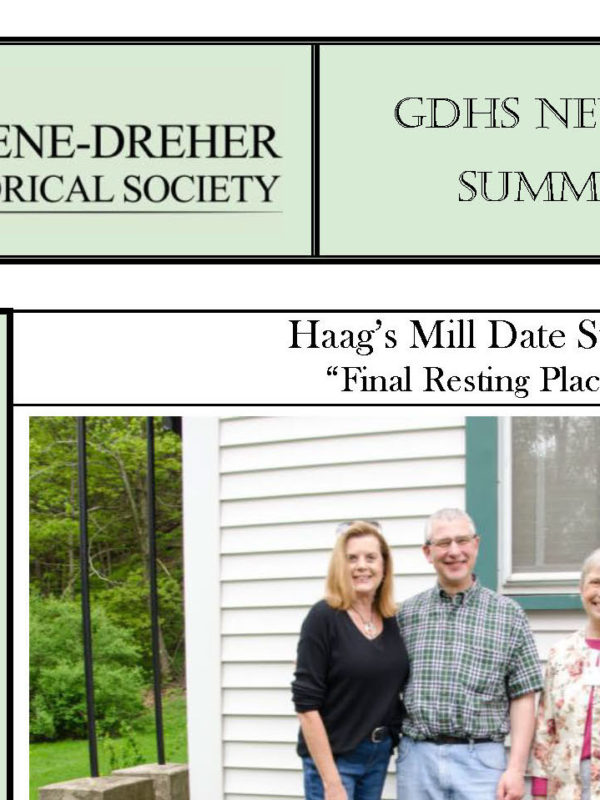 ENE-DREHER
ORICAL SOCIETY
GDHS NE
SUMM
Haag's Mill Date S
"Final Resting Plac